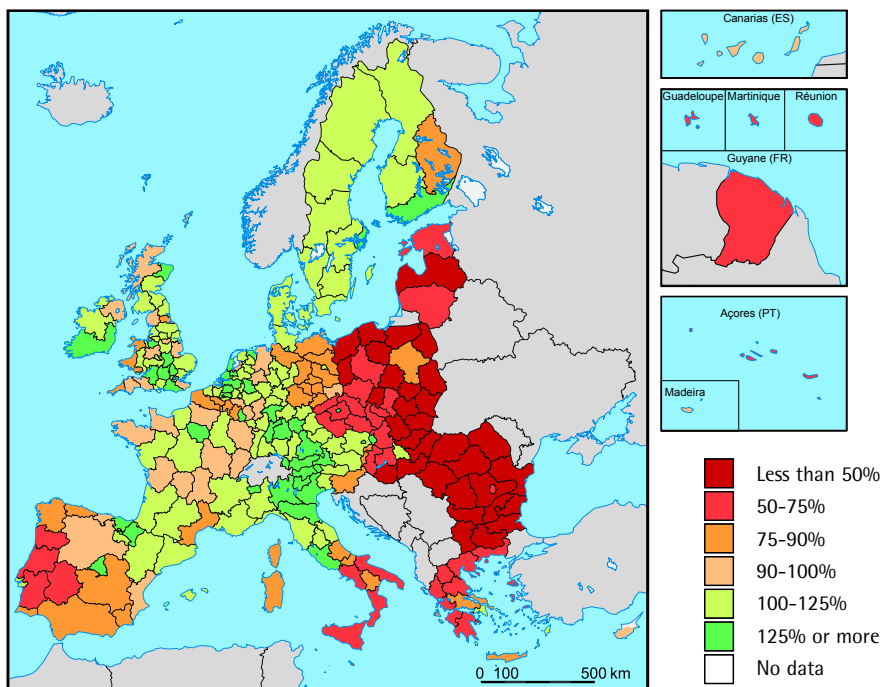 Canarias (ES)
Guadeloupe Martinique Réunion
Guyane (FR)
Açores (PT)
Madeira
Less than 50%
50-75%
75-90%
90-100%
100-125%
125% or more
No data
0 100 500 km